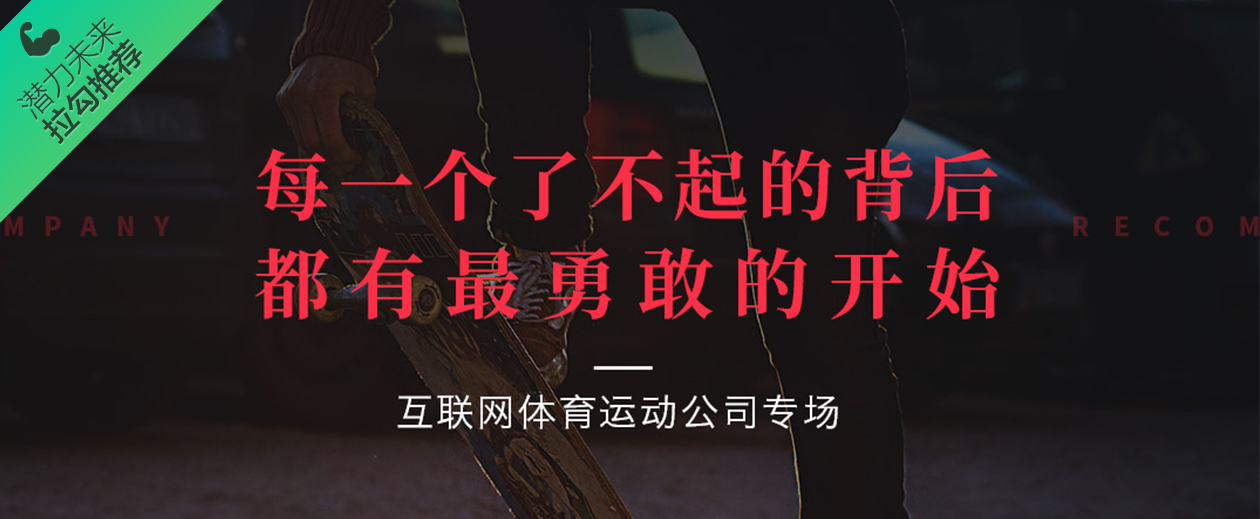 潜力未来
拉勾推荐
每一个了不起的背后
MPANY
RECOM
都有最勇敢的开始
互联网体育运动公司专场